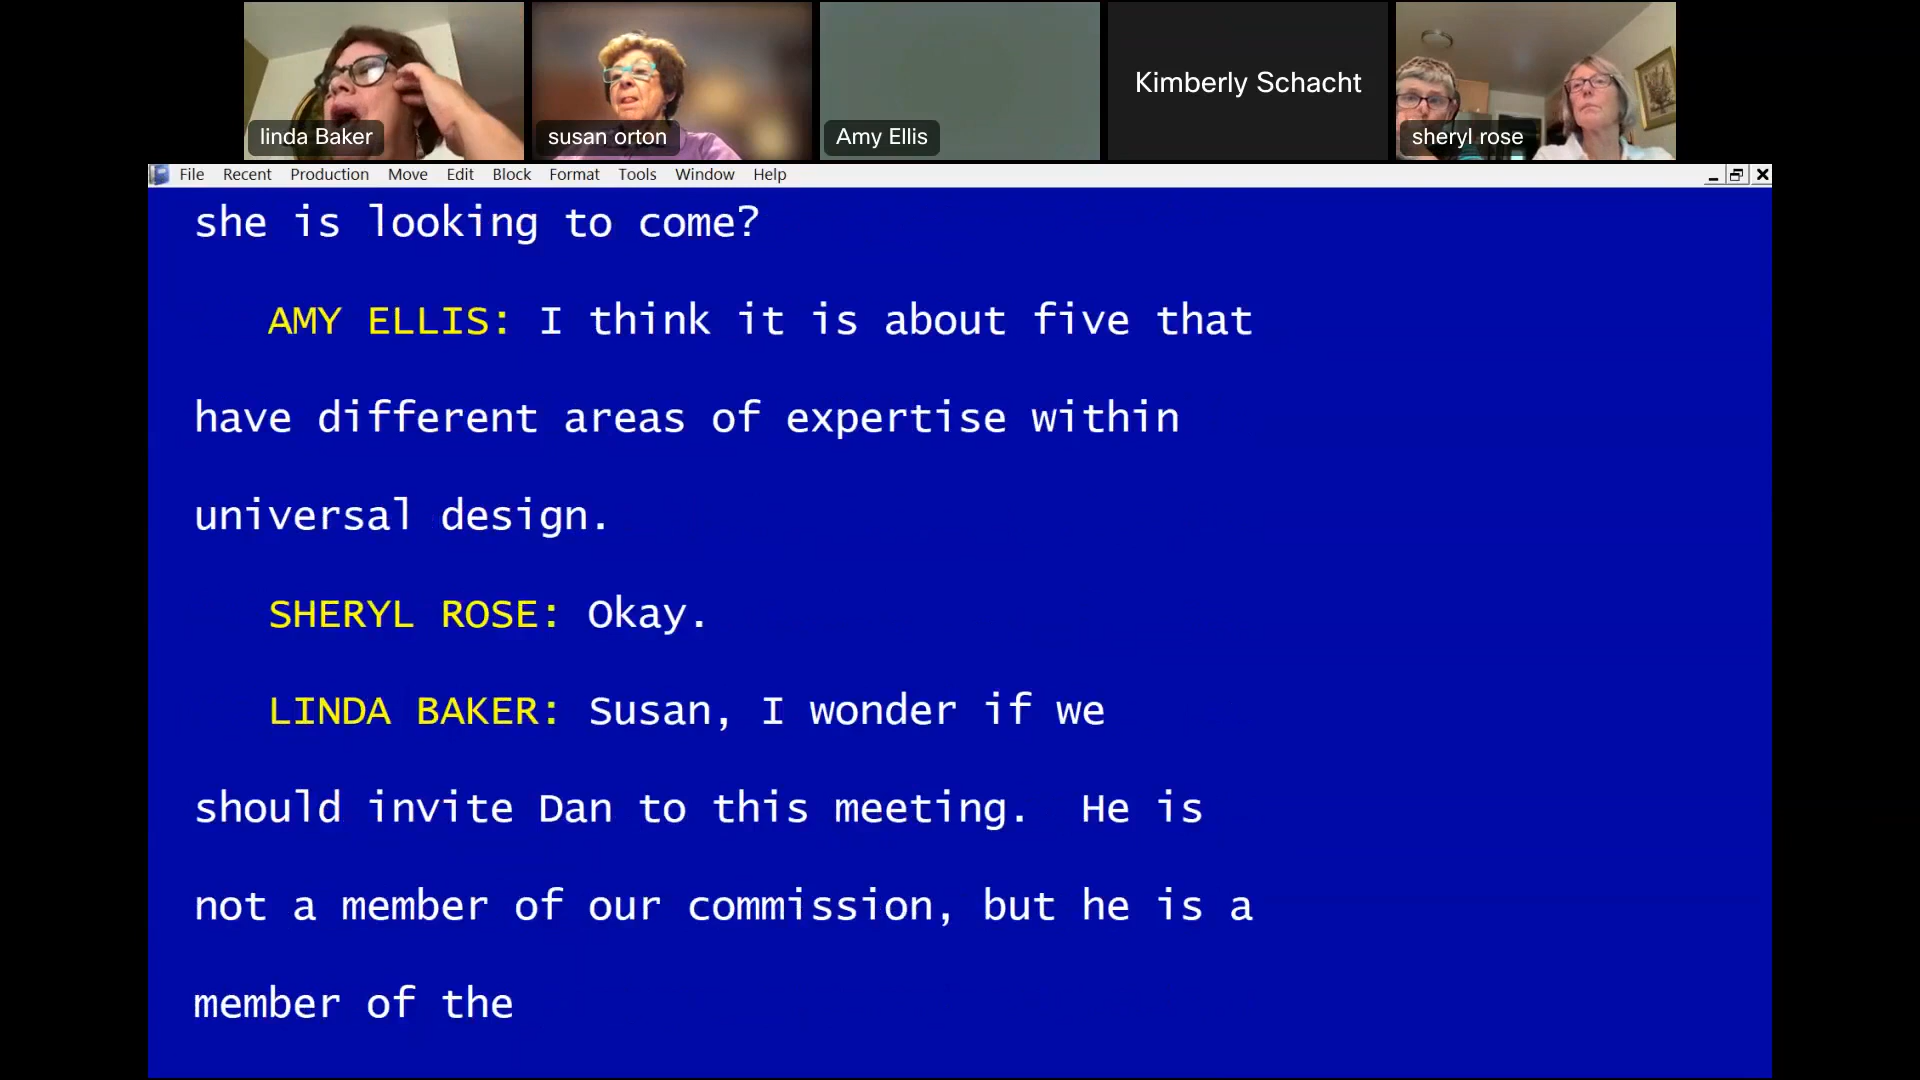 linda Baker
susan orton
Amy Ellis
Kimberly Schacht
sheryl rose
File Recent Production Move Edit Block Format Tools Window Help
she is looking to come?
AMY ELLIS: I think it is about five that
have different areas of expertise within
universal design.
SHERYL ROSE: Okay.
LINDA BAKER: Susan, I wonder if we
should invite Dan to this meeting.  He is
not a member of our commission, but he is a
member of the